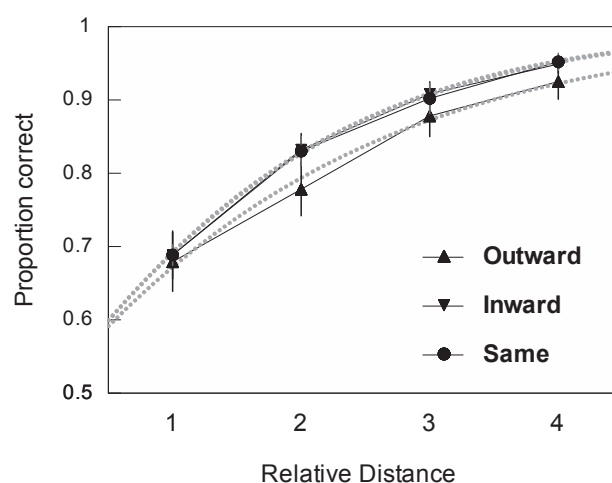 1
0.9
0.8
0.7
0.6
0.5
Proportion correct
Outward
Inward
Same
1 2 3 4
Relative Distance